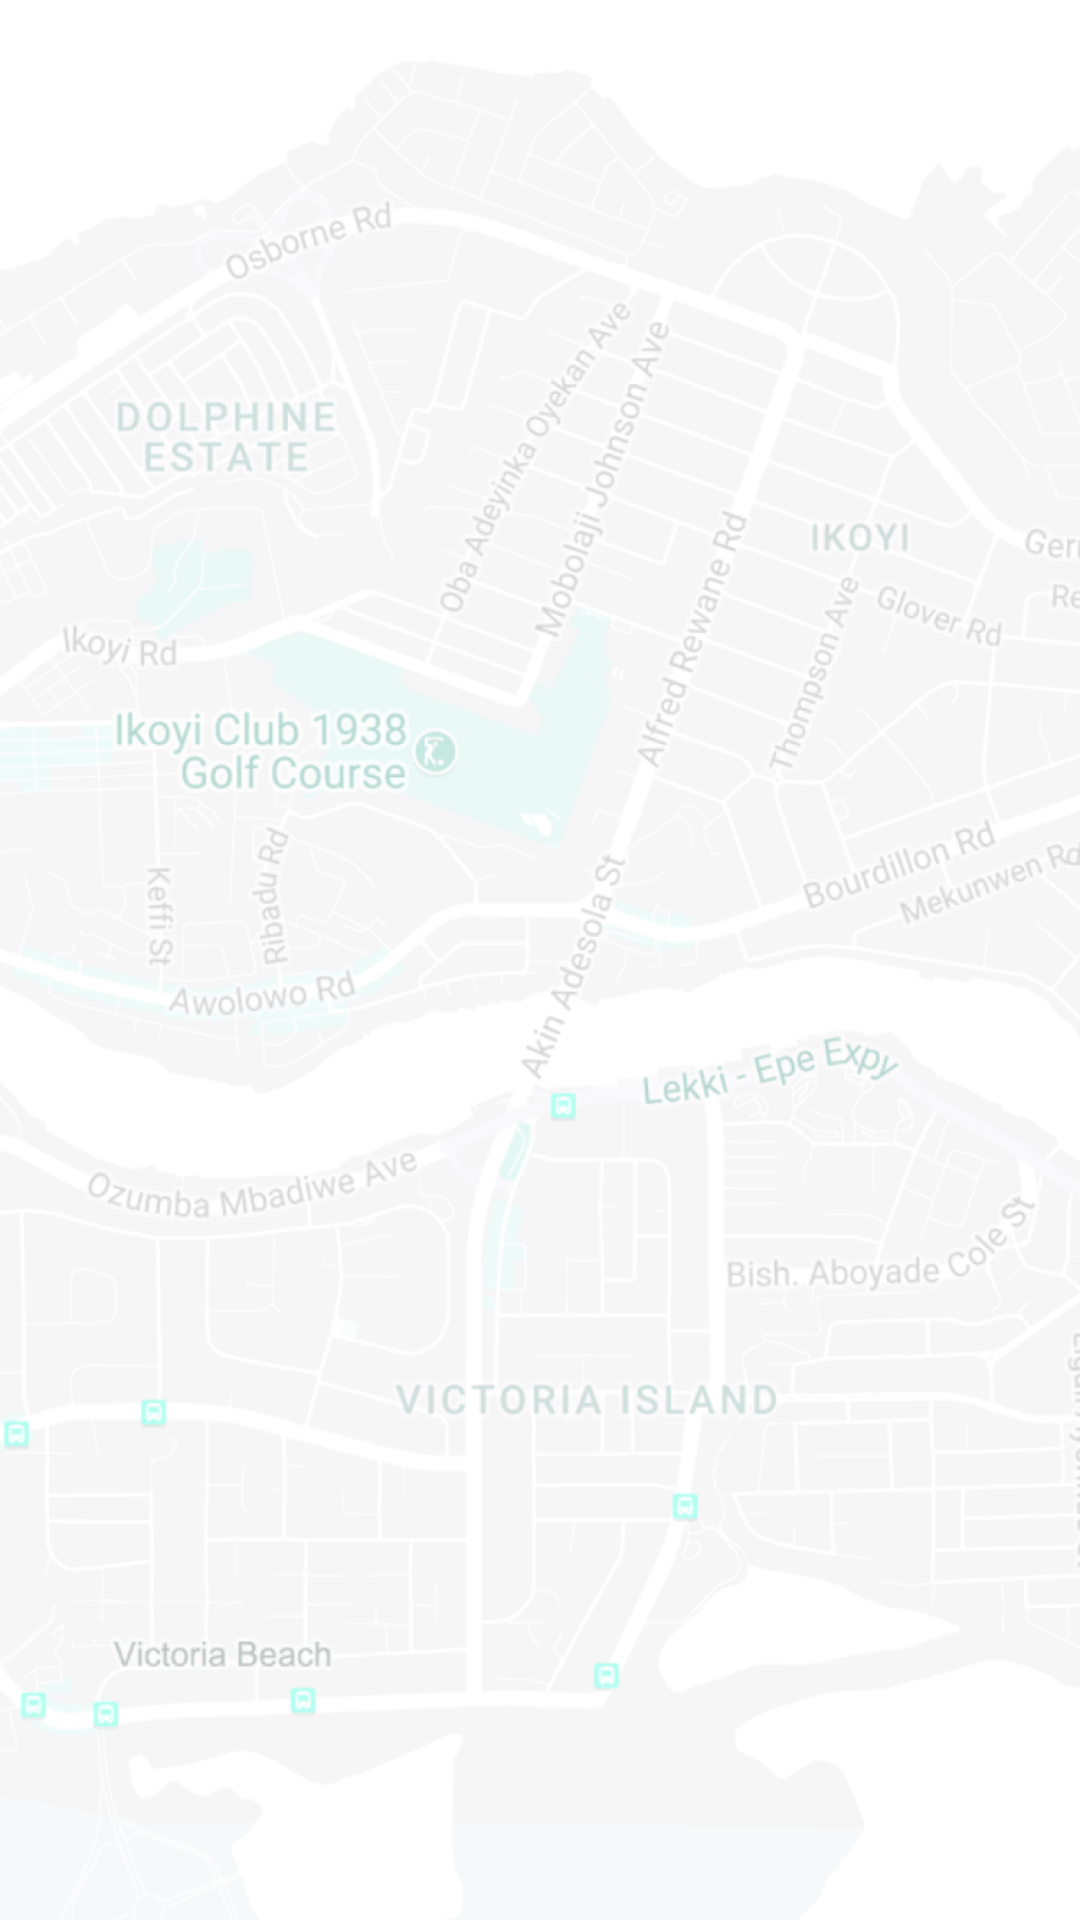 Osborne Rd
Oba Adeyinka Oyekan Ave
Mobolaji Johnson Ave
DOLPHINE
ESTATE
Alfred Rewane Rd
IKOYI
Thompson Ave
Glover Rd
Ikoyi Rd
Ikoyi Club 1938
Golf Course
Keffi St
Ribadu Rd
Akin Adesola St
Bourdillon Rd
Mekunwen Rd
Awolowo Rd
Lekki - Epe Expy
Ozumba Mbadiwe Ave
Bish. Aboyade Cole St
VICTORIA ISLAND
Victoria Beach